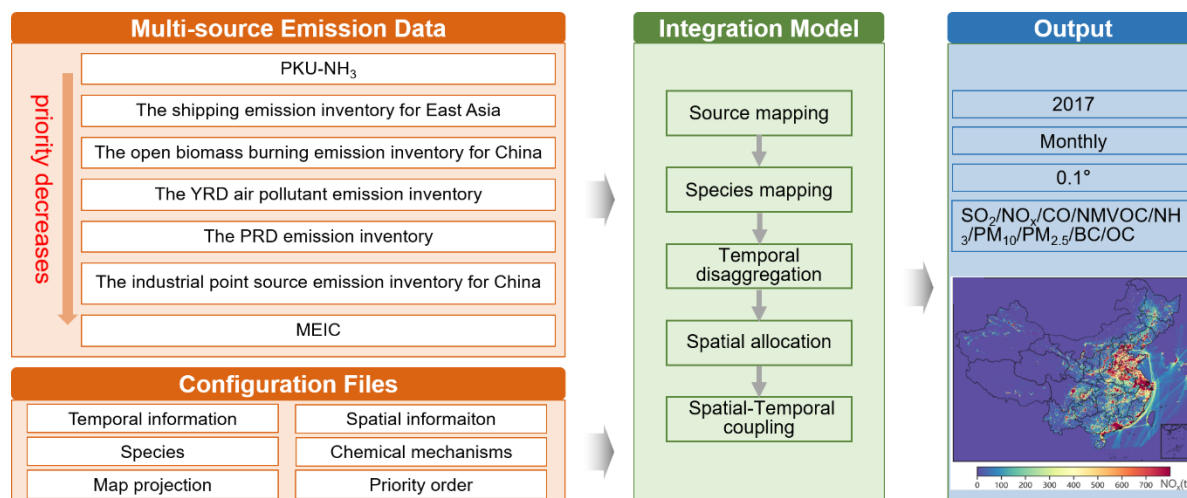 Multi-source Emission Data
priority decreases
PKU-NH₃
The shipping emission inventory for East Asia
The open biomass burning emission inventory for China
The YRD air pollutant emission inventory
The PRD emission inventory
The industrial point source emission inventory for China
MEIC
Configuration Files
Temporal information
Spatial informaiton
Species
Chemical mechanisms
Map projection
Priority order
Integration Model
Source mapping
Species mapping
Temporal
disaggregation
Spatial allocation
Spatial-Temporal
coupling
Output
2017
Monthly
0.1°
SO₂/NOₓ/CO/NMVOC/NH
₃/PM₁₀/PM₂.₅/BC/OC
0 100 200 300 400 500 600 700 NOₓ(t